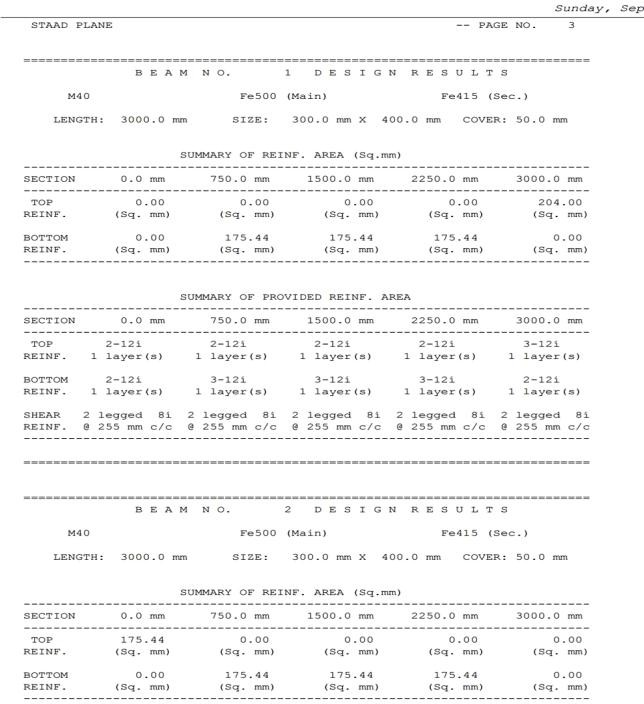 Sunday, Sep
STAAD PLANE -- PAGE NO. 3
============================================================================
B E A M  N O. 1 D E S I G N  R E S U L T S
M40 Fe500 (Main) Fe415 (Sec.)
LENGTH: 3000.0 mm SIZE: 300.0 mm X 400.0 mm COVER: 50.0 mm
SUMMARY OF REINF. AREA (Sq.mm)
----------------------------------------------------------------------------
SECTION 0.0 mm 750.0 mm 1500.0 mm 2250.0 mm 3000.0 mm
----------------------------------------------------------------------------
TOP 0.00 0.00 0.00 0.00 204.00
REINF. (Sq. mm) (Sq. mm) (Sq. mm) (Sq. mm) (Sq. mm)
BOTTOM 0.00 175.44 175.44 175.44 0.00
REINF. (Sq. mm) (Sq. mm) (Sq. mm) (Sq. mm) (Sq. mm)
----------------------------------------------------------------------------
SUMMARY OF PROVIDED REINF. AREA
----------------------------------------------------------------------------
SECTION 0.0 mm 750.0 mm 1500.0 mm 2250.0 mm 3000.0 mm
----------------------------------------------------------------------------
TOP 2-12i 2-12i 2-12i 2-12i 3-12i
REINF. 1 layer(s) 1 layer(s) 1 layer(s) 1 layer(s) 1 layer(s)
BOTTOM 2-12i 3-12i 3-12i 3-12i 2-12i
REINF. 1 layer(s) 1 layer(s) 1 layer(s) 1 layer(s) 1 layer(s)
SHEAR 2 legged 8i 2 legged 8i 2 legged 8i 2 legged 8i 2 legged 8i
REINF. @ 255 mm c/c @ 255 mm c/c @ 255 mm c/c @ 255 mm c/c @ 255 mm c/c
----------------------------------------------------------------------------
============================================================================
============================================================================
B E A M  N O. 2 D E S I G N  R E S U L T S
M40 Fe500 (Main) Fe415 (Sec.)
LENGTH: 3000.0 mm SIZE: 300.0 mm X 400.0 mm COVER: 50.0 mm
SUMMARY OF REINF. AREA (Sq.mm)
----------------------------------------------------------------------------
SECTION 0.0 mm 750.0 mm 1500.0 mm 2250.0 mm 3000.0 mm
----------------------------------------------------------------------------
TOP 175.44 0.00 0.00 0.00 0.00
REINF. (Sq. mm) (Sq. mm) (Sq. mm) (Sq. mm) (Sq. mm)
BOTTOM 0.00 175.44 175.44 175.44 0.00
REINF. (Sq. mm) (Sq. mm) (Sq. mm) (Sq. mm) (Sq. mm)
----------------------------------------------------------------------------